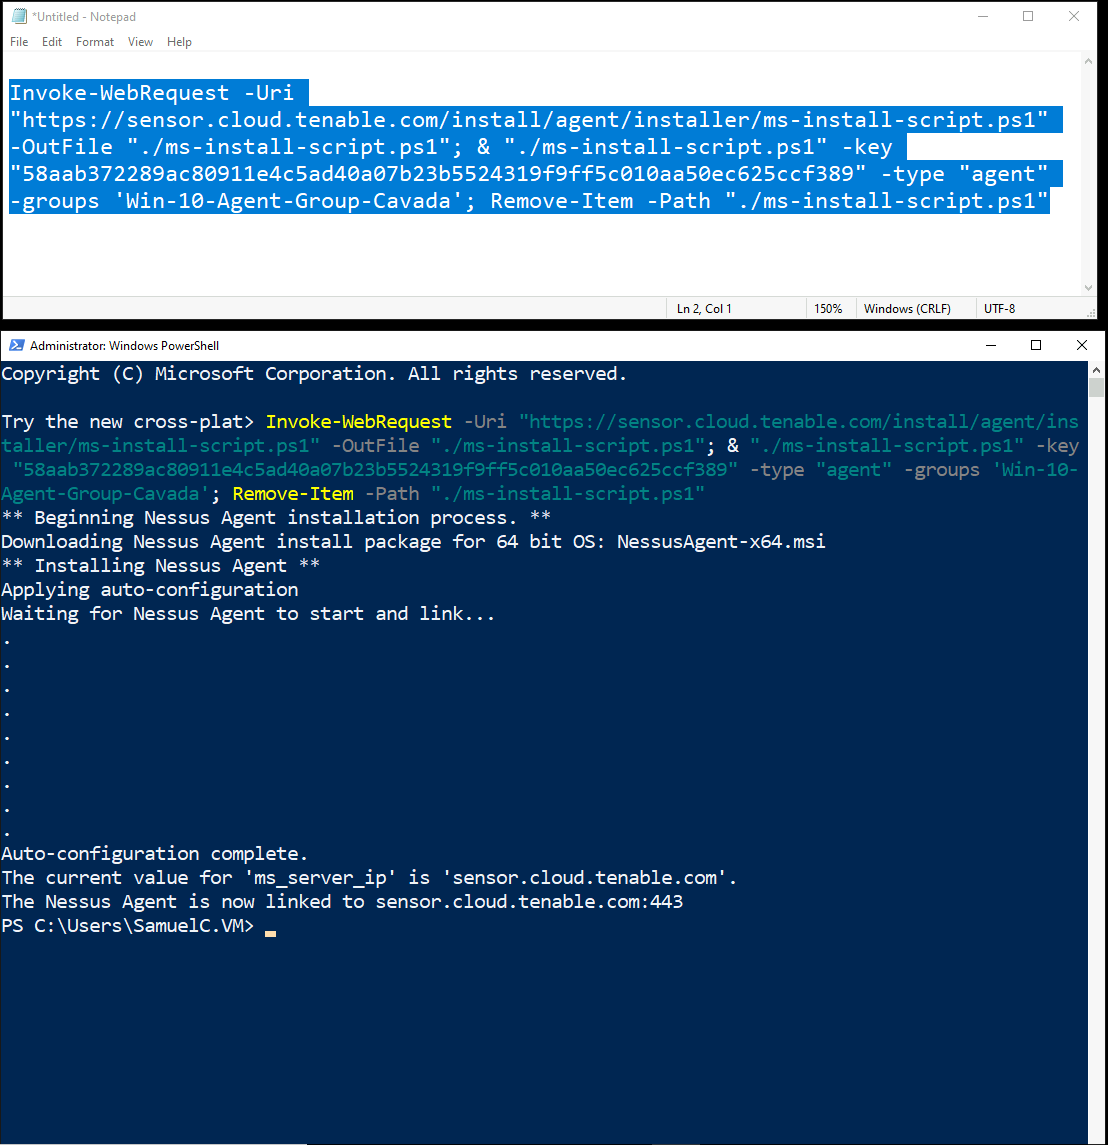 *Untitled - Notepad
File Edit Format View Help
Invoke-WebRequest -Uri
"https://sensor.cloud.tenable.com/install/agent/installer/ms-install-script.ps1"
-OutFile "./ms-install-script.ps1"; & "./ms-install-script.ps1" -key
"58aab372289ac80911e4c5ad40a07b23b5524319f9ff5c010aa50ec625ccf389" -type "agent"
-groups 'Win-10-Agent-Group-Cavada'; Remove-Item -Path "./ms-install-script.ps1"
Ln 2, Col 1 150% Windows (CRLF) UTF-8
Administrator: Windows PowerShell
Copyright (C) Microsoft Corporation. All rights reserved.
Try the new cross-plat> Invoke-WebRequest -Uri "https://sensor.cloud.tenable.com/install/agent/ins
taller/ms-install-script.ps1" -OutFile "./ms-install-script.ps1"; & "./ms-install-script.ps1" -key
"58aab372289ac80911e4c5ad40a07b23b5524319f9ff5c010aa50ec625ccf389" -type "agent" -groups 'Win-10-
Agent-Group-Cavada'; Remove-Item -Path "./ms-install-script.ps1"
** Beginning Nessus Agent installation process. **
Downloading Nessus Agent install package for 64 bit OS: NessusAgent-x64.msi
** Installing Nessus Agent **
Applying auto-configuration
Waiting for Nessus Agent to start and link...
.
.
.
.
.
.
.
.
.
Auto-configuration complete.
The current value for 'ms_server_ip' is 'sensor.cloud.tenable.com'.
The Nessus Agent is now linked to sensor.cloud.tenable.com:443
PS C:\Users\SamuelC.VM>